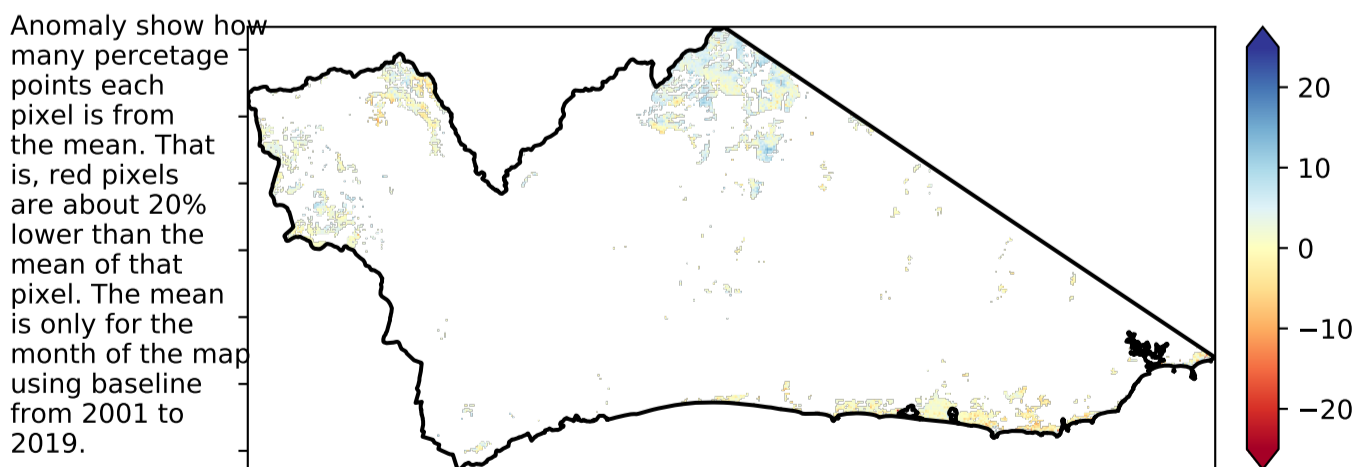 Anomaly show how
many percetage
points each
pixel is from
the mean. That
is, red pixels
are about 20%
lower than the
mean of that
pixel. The mean
is only for the
month of the map
using baseline
from 2001 to
2019.
20
10
0
−10
−20